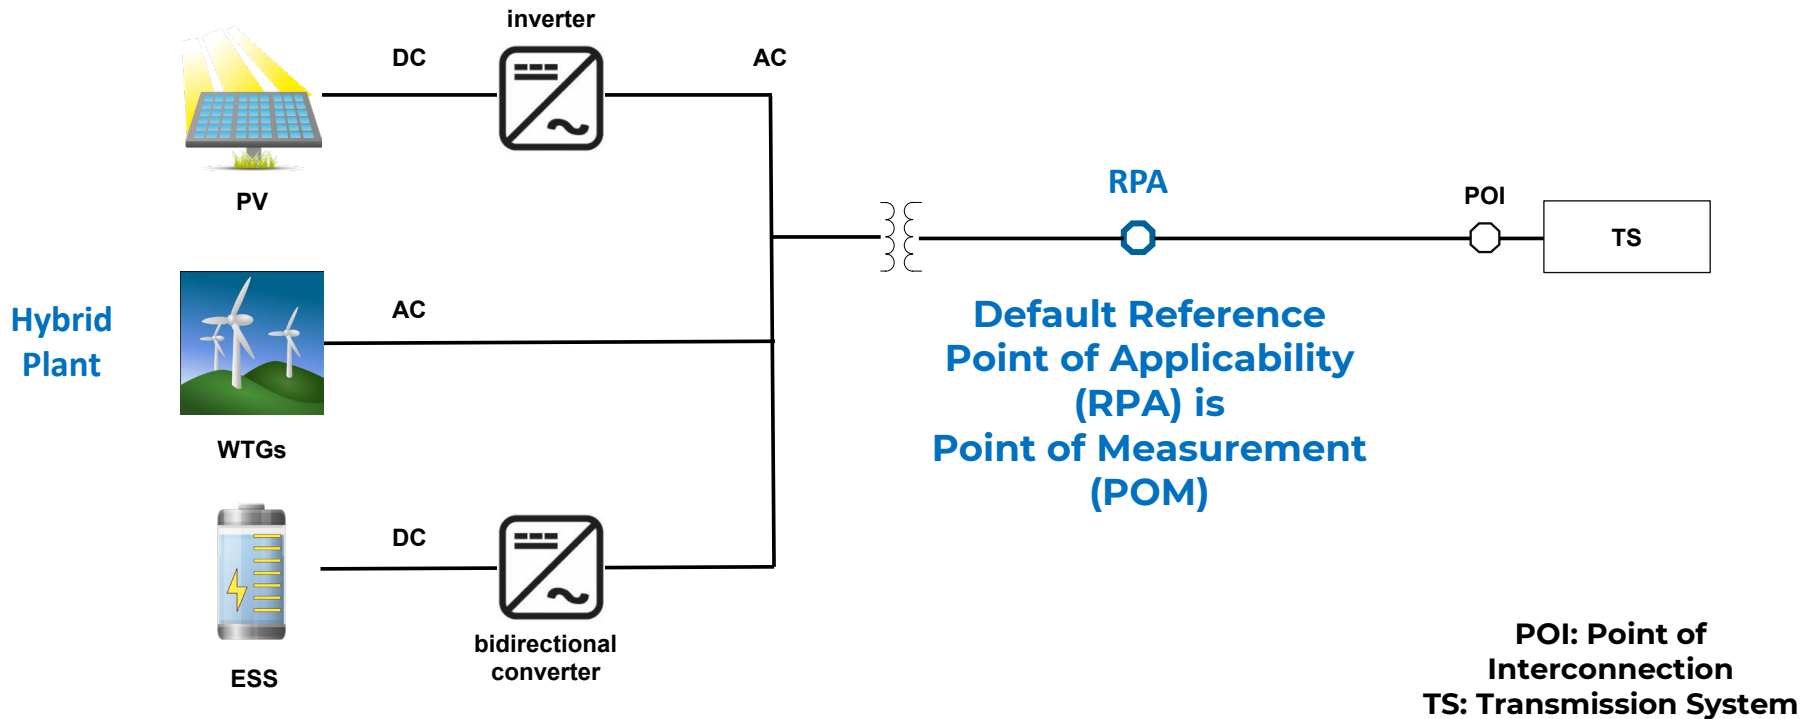 inverter
DC
AC
PV
RPA
POI
TS
Hybrid
Plant
AC
WTGs
Default Reference
Point of Applicability
(RPA) is
Point of Measurement
(POM)
DC
bidirectional
converter
ESS
POI: Point of
Interconnection
TS: Transmission System